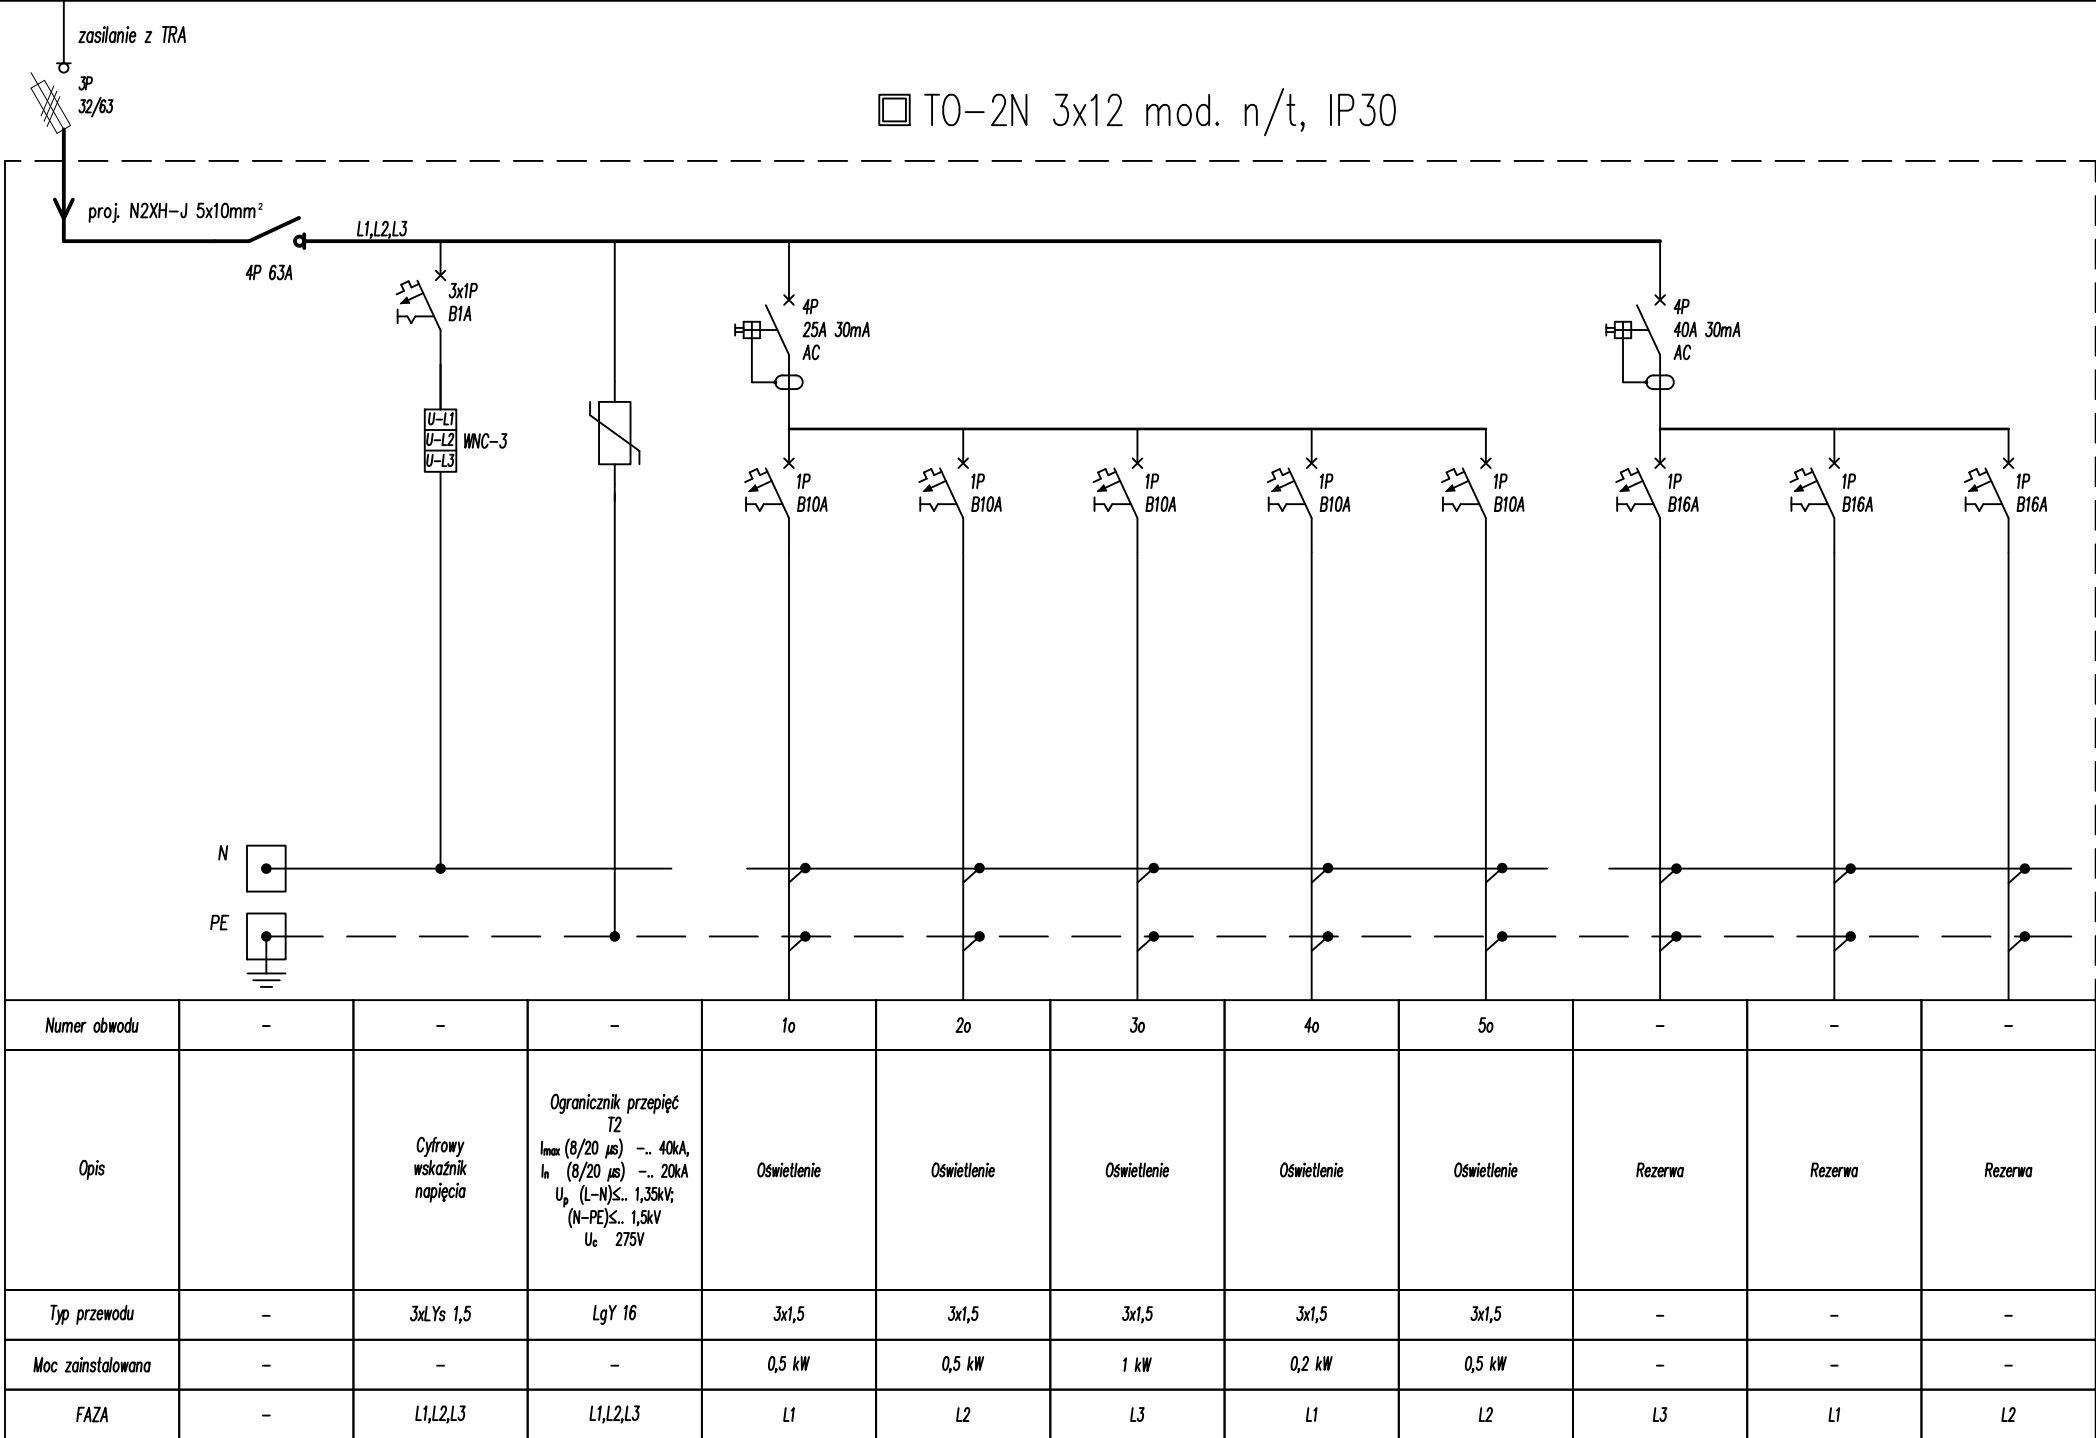 zasilanie z TRA
3P
32/63
TO-2N 3x12 mod. n/t, IP30
proj. N2XH-J 5x10mm²
L1,L2,L3
4P 63A
3x1P
B1A
4P
25A 30mA
AC
4P
40A 30mA
AC
U-L1
U-L2
U-L3
WNC-3
1P
B10A
1P
B10A
1P
B10A
1P
B10A
1P
B10A
1P
B16A
1P
B16A
1P
B16A
N
PE
Numer obwodu - - - 1o 2o 3o 4o 5o - - -
Opis
Cyfrowy
wskaźnik
napięcia
Ogranicznik przepięć
T2
Imax (8/20 µs) -.. 40kA,
In (8/20 µs) -.. 20kA
Up (L-N)≤.. 1,35kV;
(N-PE)≤.. 1,5kV
Uc 275V
Oświetlenie Oświetlenie Oświetlenie Oświetlenie Oświetlenie Rezerwa Rezerwa Rezerwa
Typ przewodu - 3xLYs 1,5 LgY 16 3x1,5 3x1,5 3x1,5 3x1,5 3x1,5 - - -
Moc zainstalowana - - - 0,5 kW 0,5 kW 1 kW 0,2 kW 0,5 kW - - -
FAZA - L1,L2,L3 L1,L2,L3 L1 L2 L3 L1 L2 L3 L1 L2